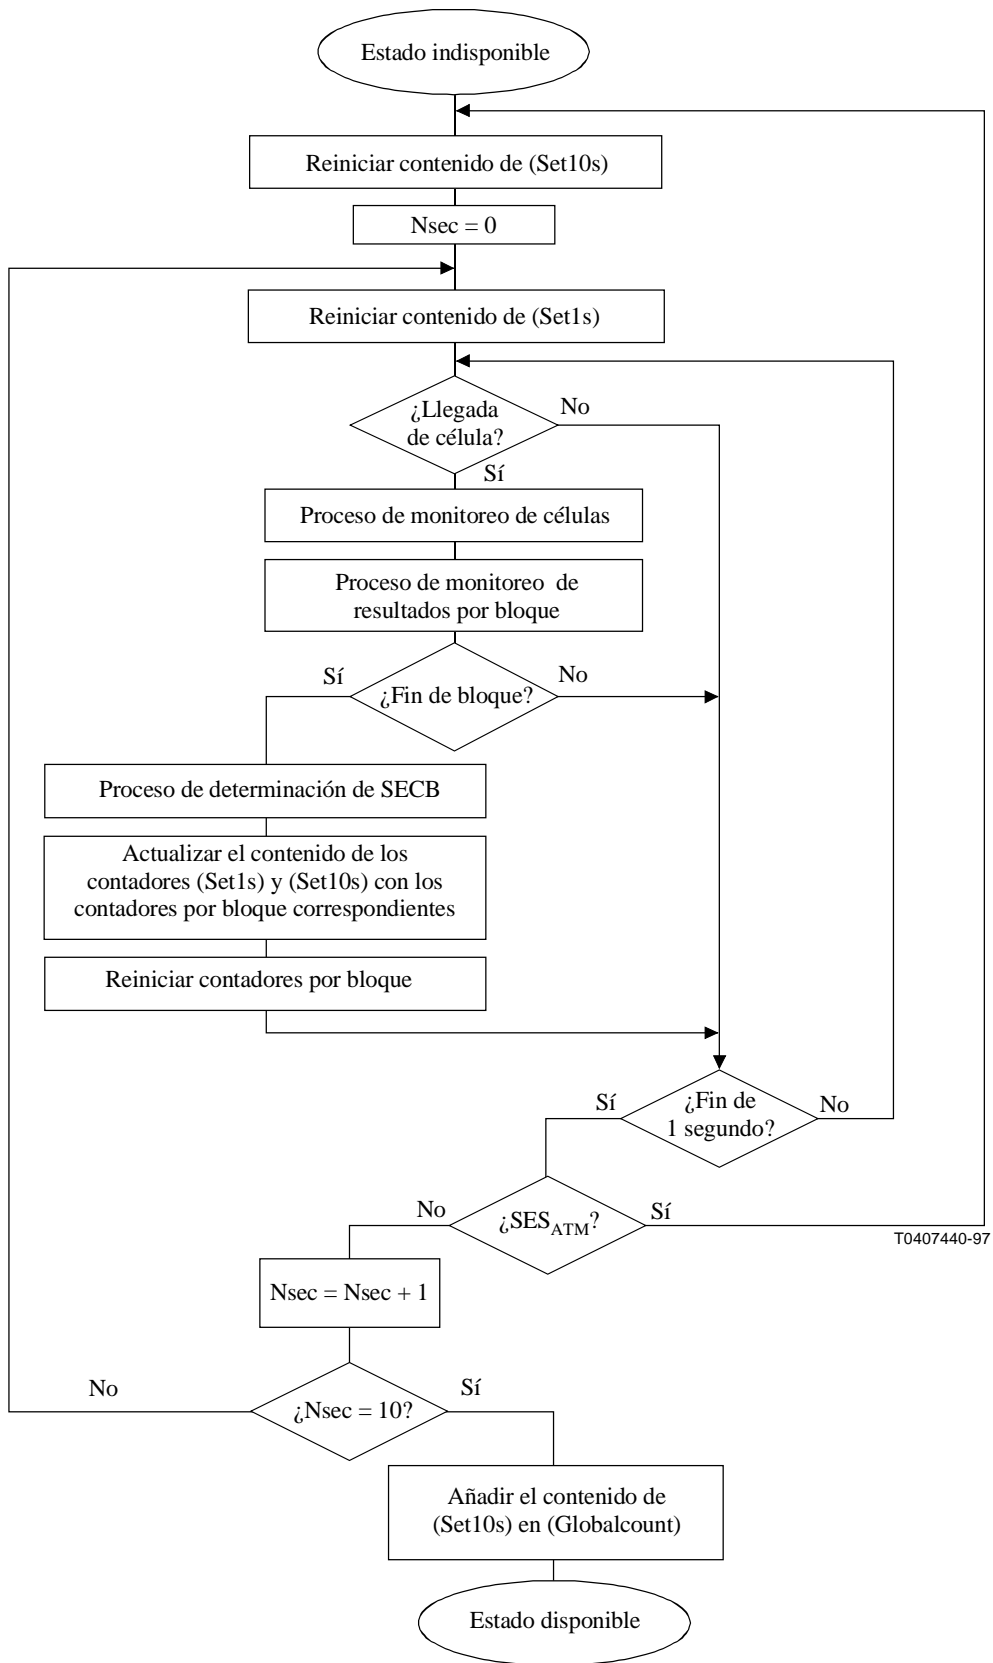 Estado indisponible
Reiniciar contenido de (Set10s)
Nsec = 0
Reiniciar contenido de (Set1s)
¿Llegada
de célula?
No
Sí
Proceso de monitoreo de células
Proceso de monitoreo de
resultados por bloque
Sí
¿Fin de bloque?
No
Proceso de determinación de SECB
Actualizar el contenido de los
contadores (Set1s) y (Set10s) con los
contadores por bloque correspondientes
Reiniciar contadores por bloque
Sí
¿Fin de
1 segundo?
No
No
¿SES_ATM?
Sí
T0407440-97
Nsec = Nsec + 1
No
¿Nsec = 10?
Sí
Añadir el contenido de
(Set10s) en (Globalcount)
Estado disponible